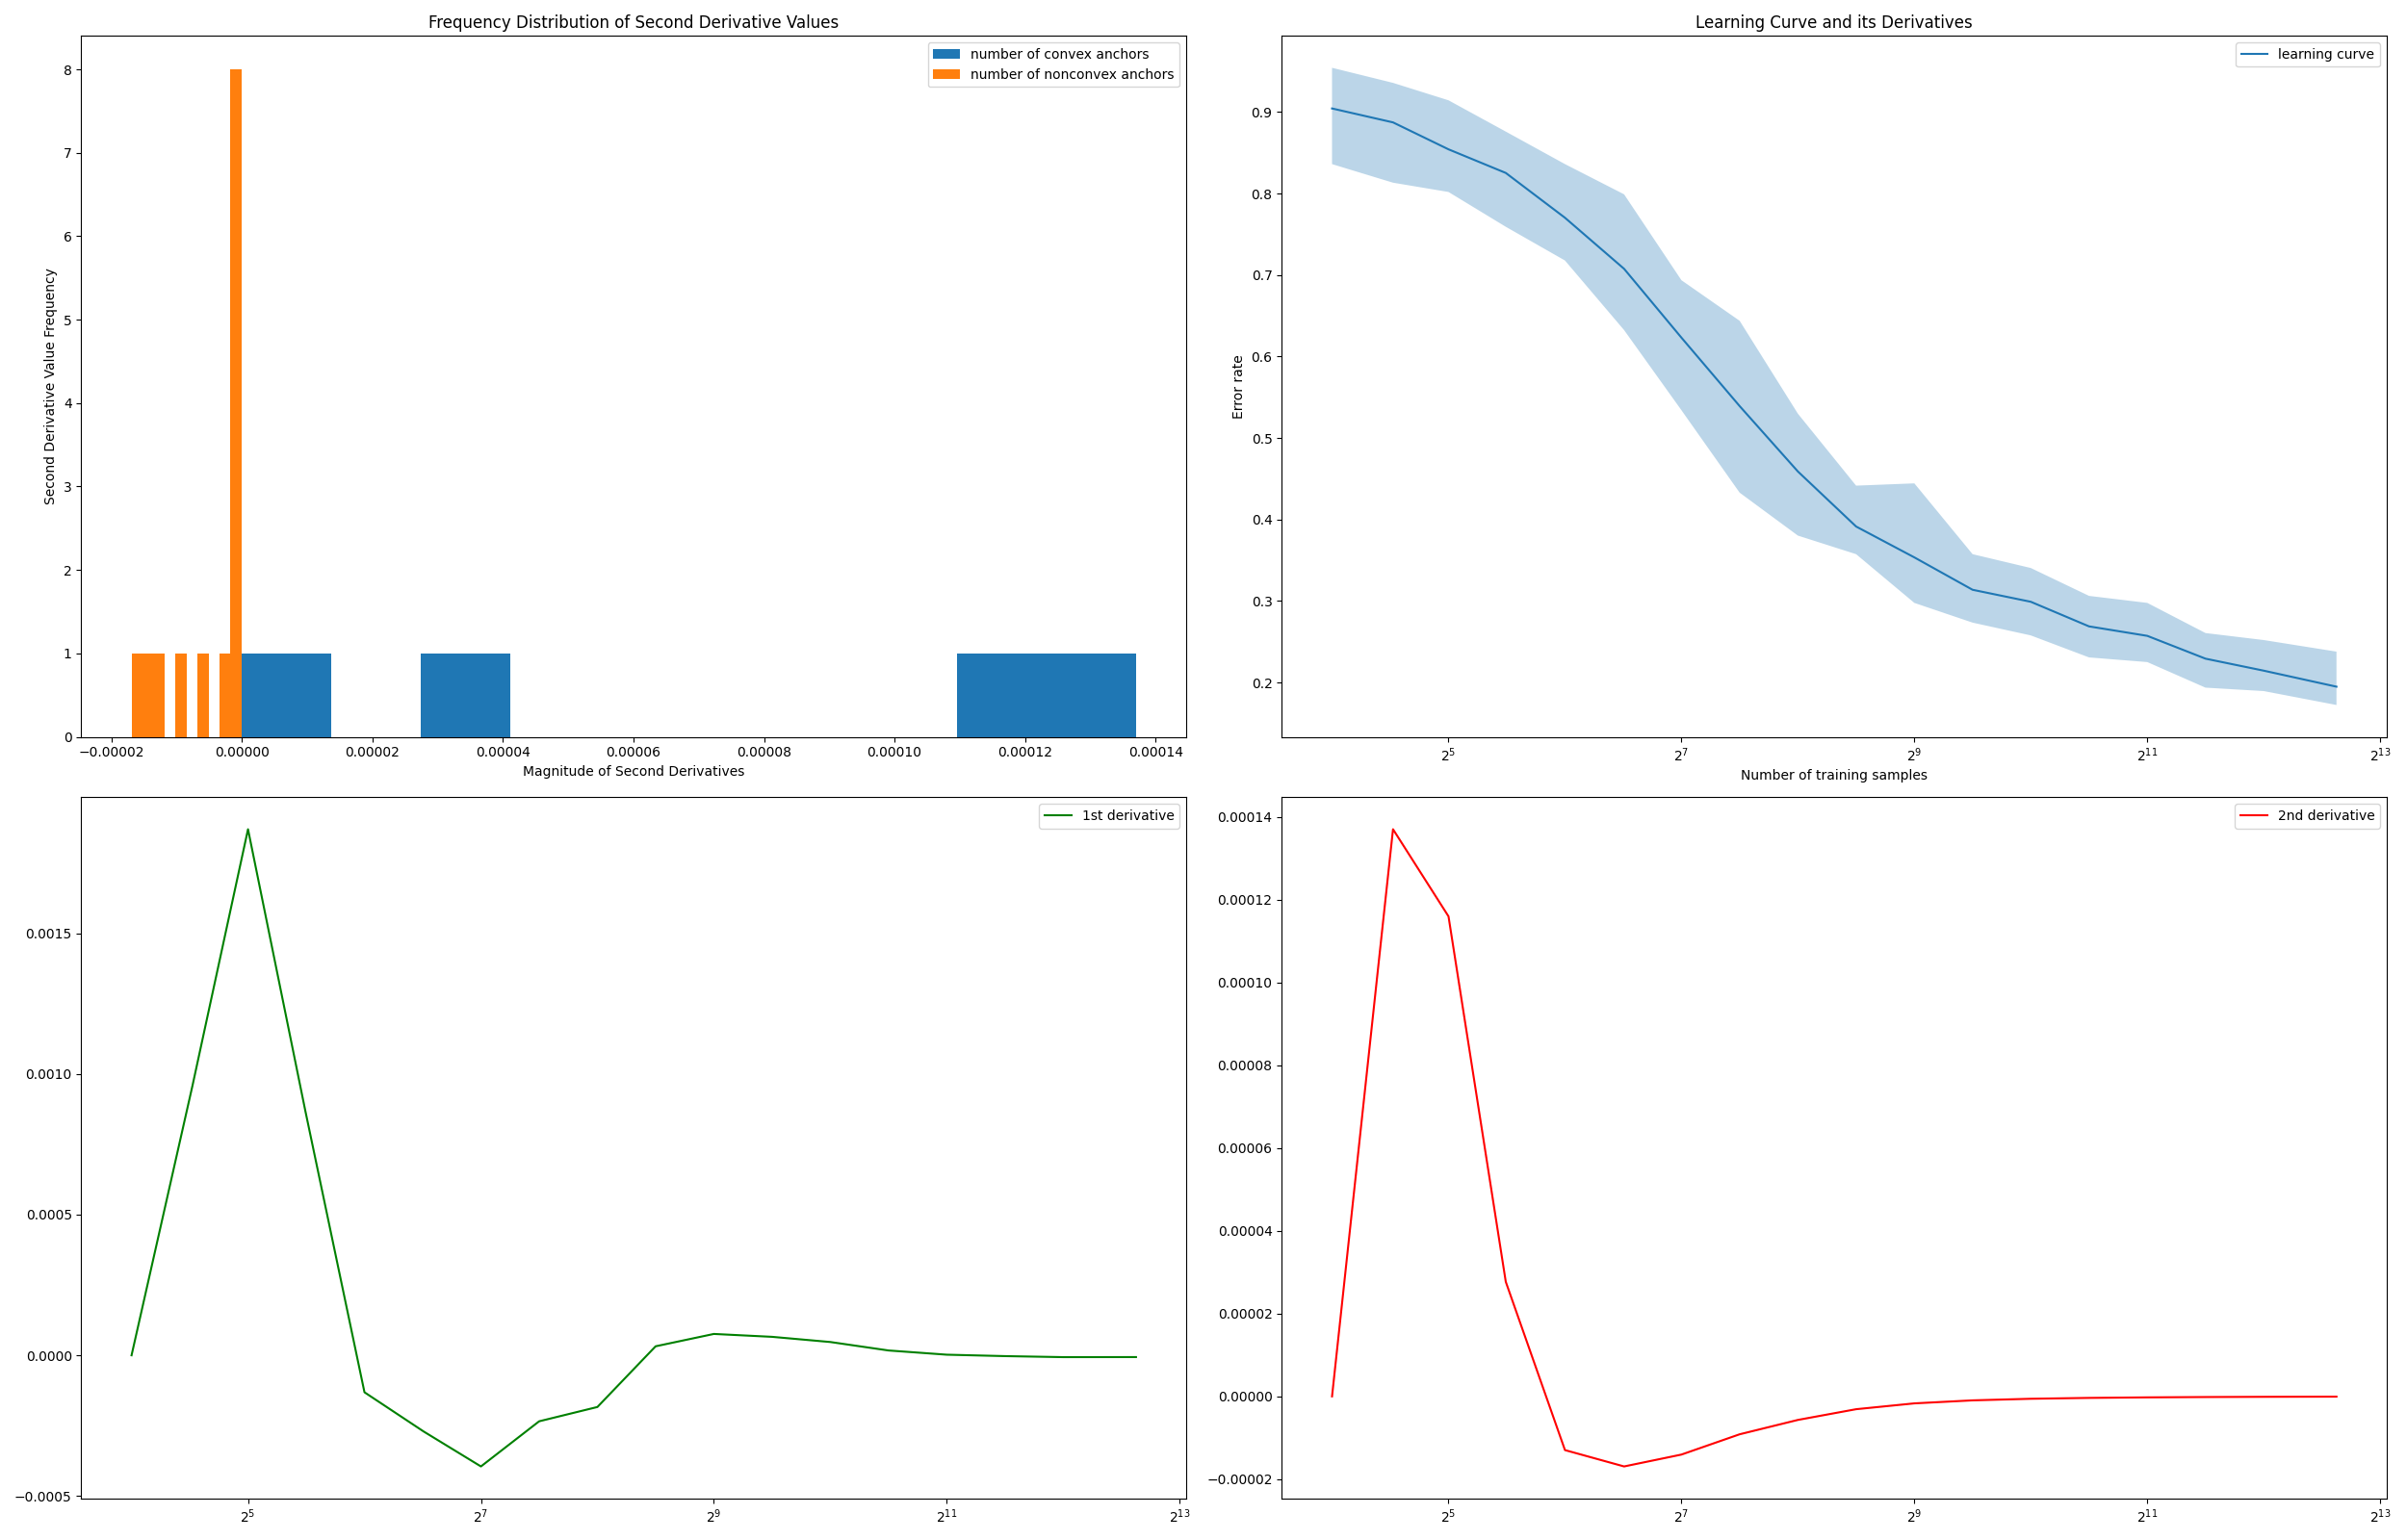 Frequency Distribution of Second Derivative Values
number of convex anchors
number of nonconvex anchors
Second Derivative Value Frequency
8
7
6
5
4
3
2
1
0
−0.00002 0.00000 0.00002 0.00004 0.00006 0.00008 0.00010 0.00012 0.00014
Magnitude of Second Derivatives
Learning Curve and its Derivatives
learning curve
Error rate
0.9
0.8
0.7
0.6
0.5
0.4
0.3
0.2
2^5 2^7 2^9 2^11 2^13
Number of training samples
1st derivative
0.0015
0.0010
0.0005
0.0000
−0.0005
2^5 2^7 2^9 2^11 2^13
2nd derivative
0.00014
0.00012
0.00010
0.00008
0.00006
0.00004
0.00002
0.00000
−0.00002
2^5 2^7 2^9 2^11 2^13